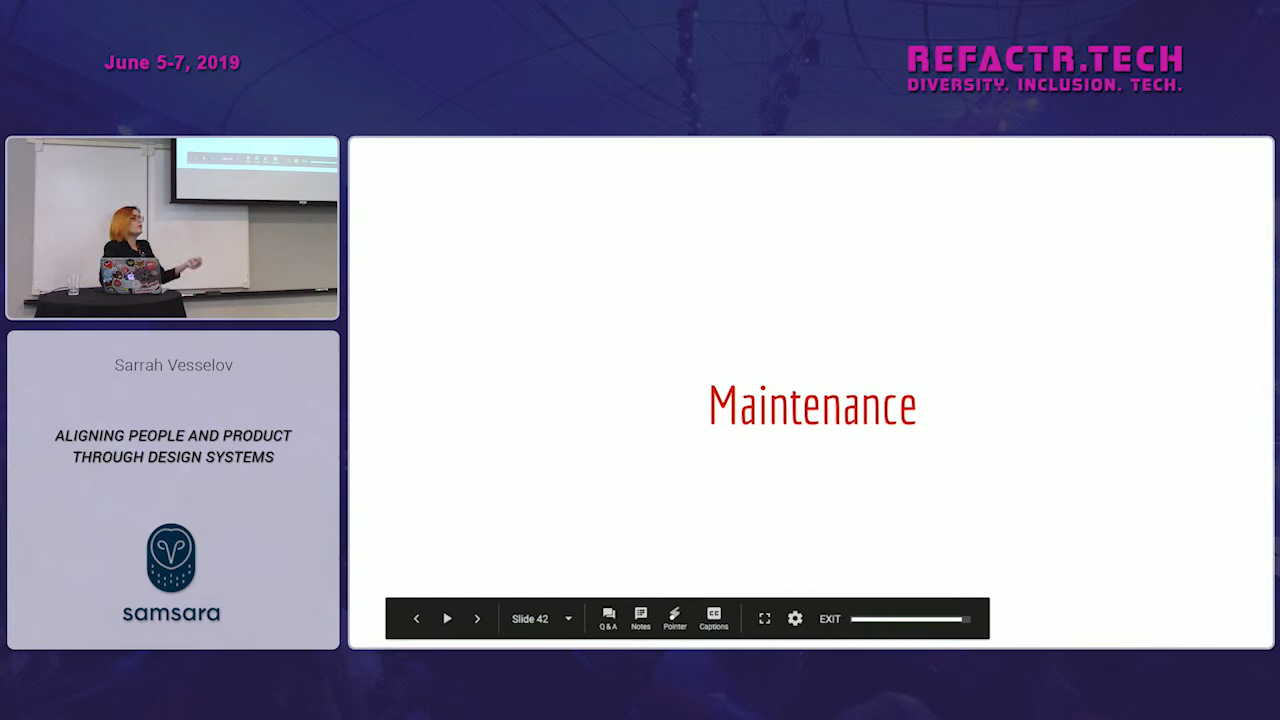 June 5-7, 2019
REFACTR.TECH
DIVERSITY. INCLUSION. TECH.
Sarrah Vesselov
ALIGNING PEOPLE AND PRODUCT
THROUGH DESIGN SYSTEMS
samsara
Maintenance
Slide 42
Q & A
Notes
Pointer
CC
Captions
EXIT